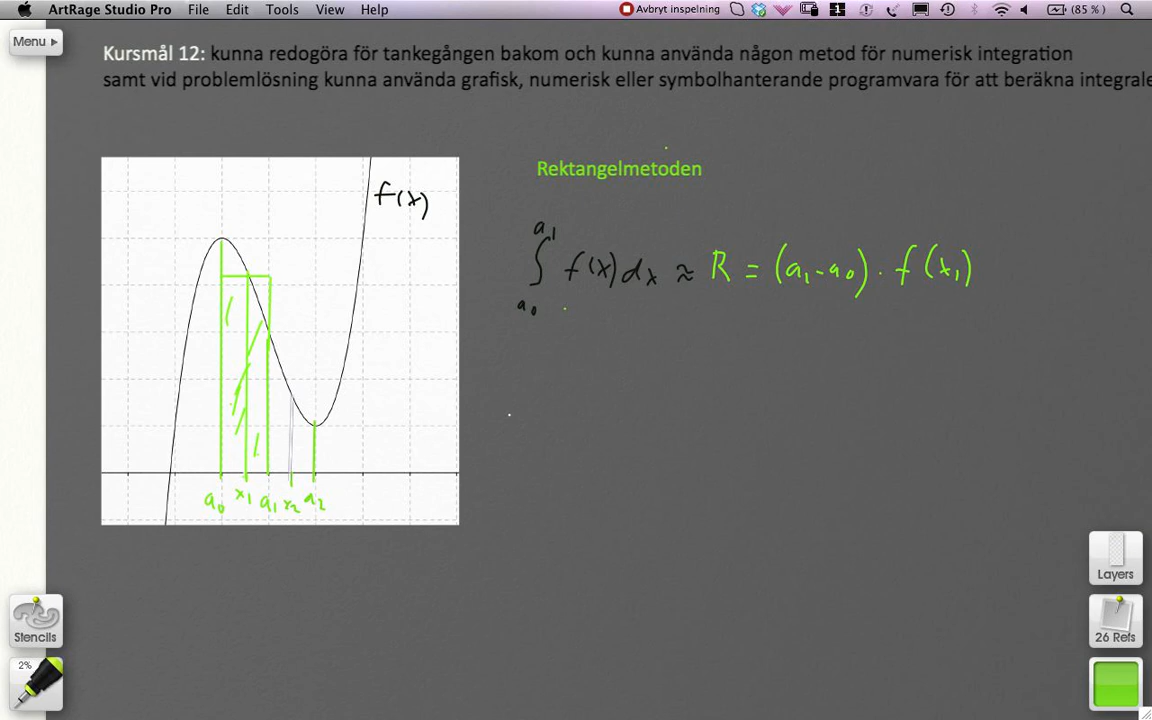 ArtRage Studio Pro File Edit Tools View Help Avbryt inspelning 1 (85 %)
Menu
Kursmål 12: kunna redogöra för tankegången bakom och kunna använda någon metod för numerisk integration
samt vid problemlösning kunna använda grafisk, numerisk eller symbolhanterande programvara för att beräkna integrale
Rektangelmetoden
f(x)
∫ₐ₀ᵃ¹ f(x)dx ≈ R = (a₁-a₀)·f(x₁)
a₀ x₁ a₁ x₂ a₂
Layers
Stencils
26 Refs
2%